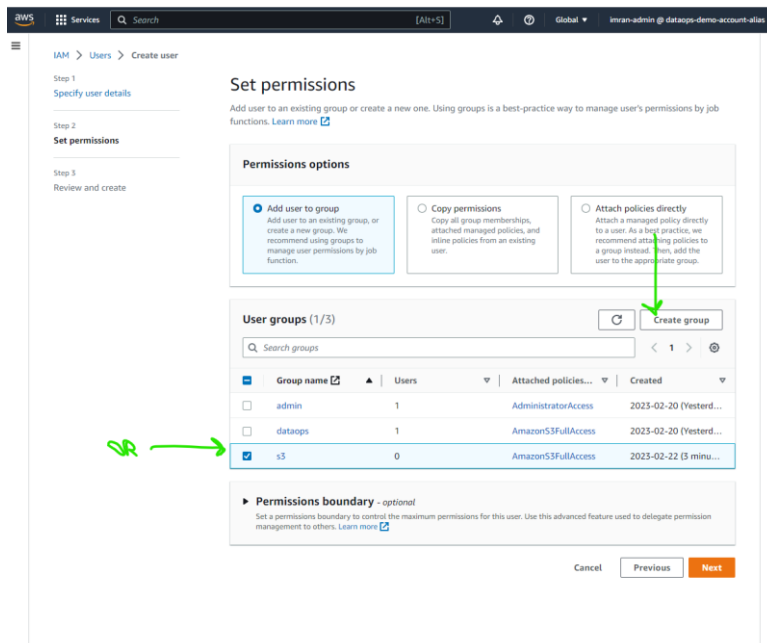 aws
Services
Search
[Alt+S]
Global
imran-admin @ dataops-demo-account-alias
IAM > Users > Create user
Step 1
Specify user details
Step 2
Set permissions
Step 3
Review and create
Set permissions
Add user to an existing group or create a new one. Using groups is a best-practice way to manage user's permissions by job
functions. Learn more
Permissions options
Add user to group
Add user to an existing group, or
create a new group. We
recommend using groups to
manage user permissions by job
function.
Copy permissions
Copy all group memberships,
attached managed policies, and
inline policies from an existing
user.
Attach policies directly
Attach a managed policy directly
to a user. As a best practice, we
recommend attaching policies to
a group instead. Then, add the
user to the appropriate group.
User groups (1/3)
Create group
Search groups
1
Group name Users Attached policies... Created
admin 1 AdministratorAccess 2023-02-20 (Yesterd...
dataops 1 AmazonS3FullAccess 2023-02-20 (Yesterd...
OR
s3 0 AmazonS3FullAccess 2023-02-22 (3 minu...
Permissions boundary - optional
Set a permissions boundary to control the maximum permissions for this user. Use this advanced feature used to delegate permission
management to others. Learn more
Cancel Previous Next